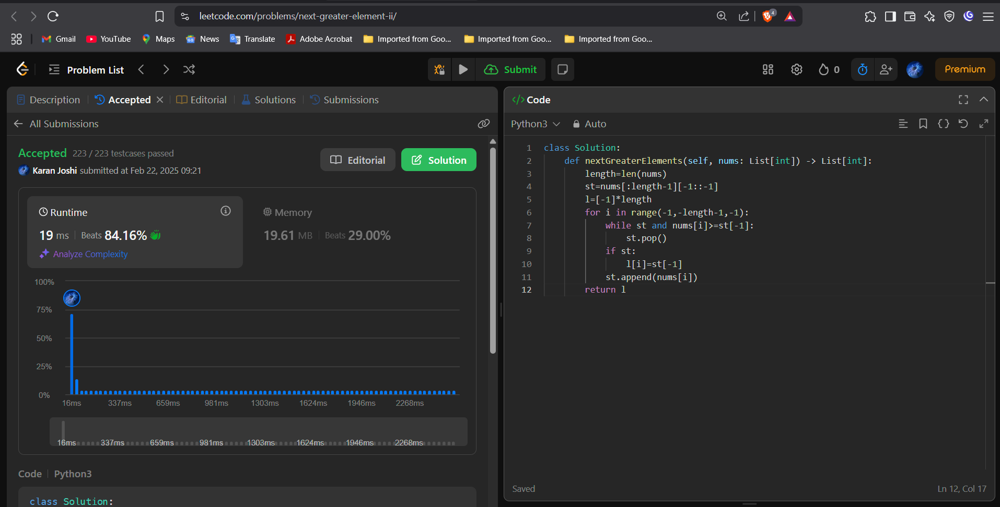 leetcode.com/problems/next-greater-element-ii/
4
Gmail YouTube Maps News Translate Adobe Acrobat Imported from Goo... Imported from Goo... Imported from Goo...
Problem List Submit 0 Premium
Description Accepted Editorial Solutions Submissions
All Submissions
Accepted 223 / 223 testcases passed
Karan Joshi submitted at Feb 22, 2025 09:21
Editorial Solution
Runtime
19 ms Beats 84.16%
Analyze Complexity
Memory
19.61 MB Beats 29.00%
100%
75%
50%
25%
0%
16ms 337ms 659ms 981ms 1303ms 1624ms 1946ms 2268ms
16ms 337ms 659ms 981ms 1303ms 1624ms 1946ms 2268ms
Code Python3
class Solution:
</> Code
Python3 Auto
1 class Solution:
2     def nextGreaterElements(self, nums: List[int]) -> List[int]:
3         length=len(nums)
4         st=nums[:length-1][-1::-1]
5         l=[-1]*length
6         for i in range(-1,-length-1,-1):
7             while st and nums[i]>=st[-1]:
8                 st.pop()
9             if st:
10                 l[i]=st[-1]
11             st.append(nums[i])
12         return l
Saved Ln 12, Col 17